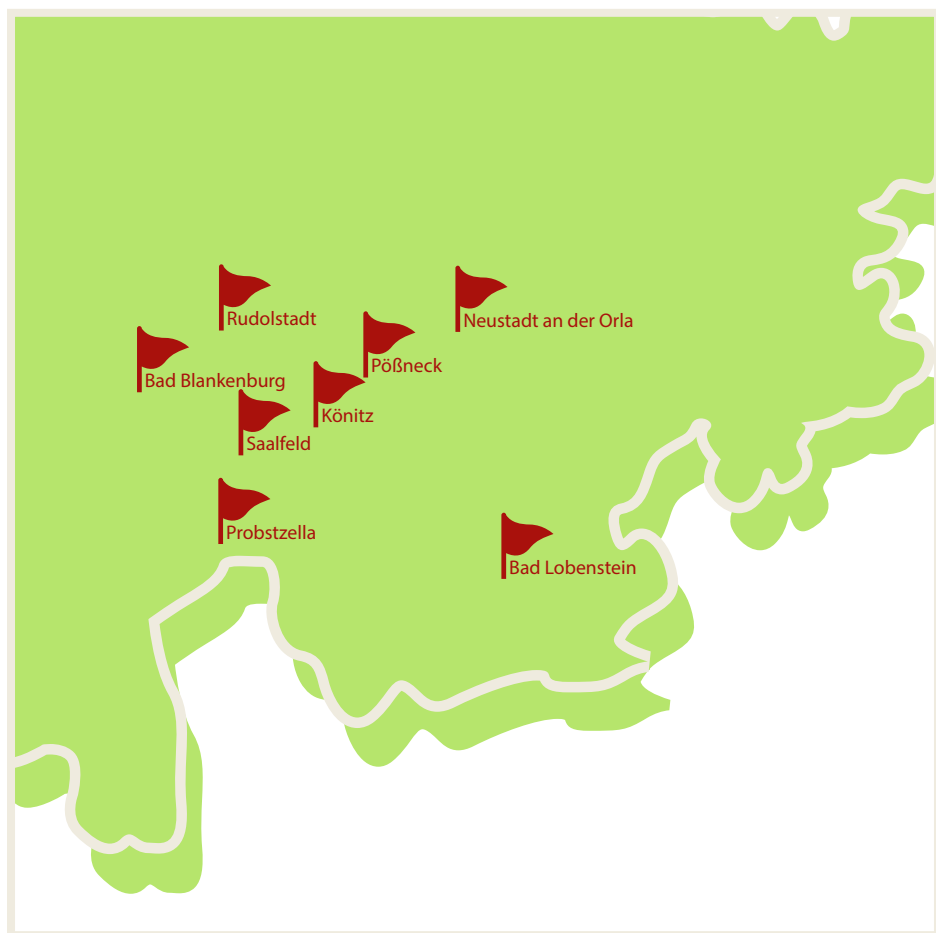 Rudolstadt
Neustadt an der Orla
Pößneck
Bad Blankenburg
Könitz
Saalfeld
Probstzella
Bad Lobenstein